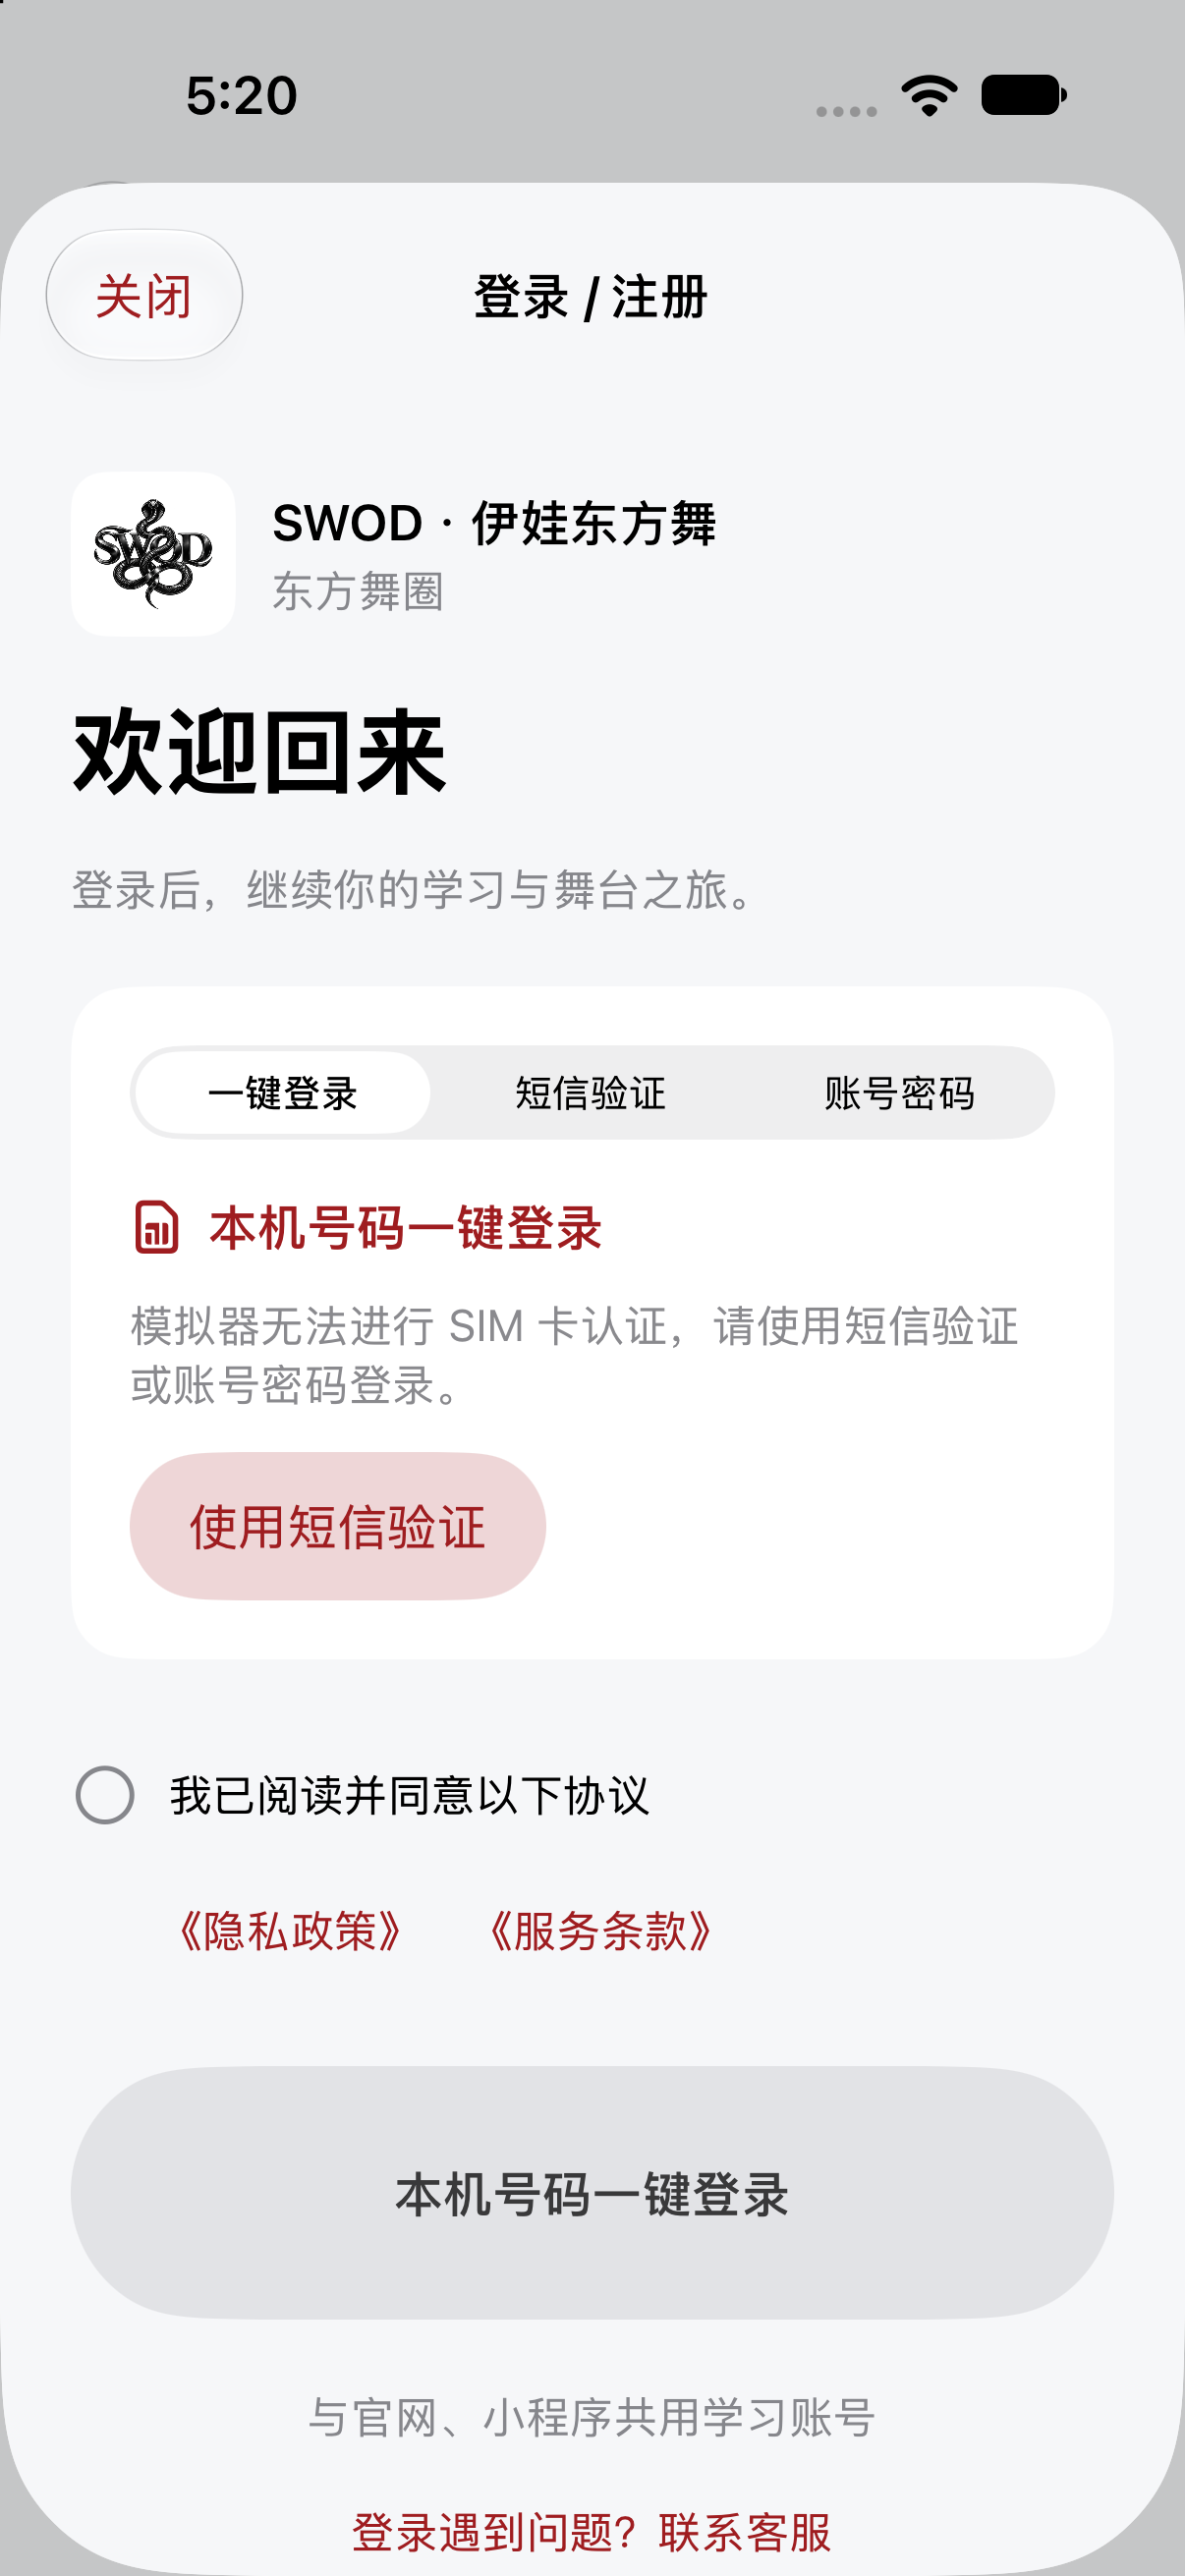 5:20
关闭
登录 / 注册
SWOD
SWOD · 伊娃东方舞
东方舞圈
欢迎回来
登录后，继续你的学习与舞台之旅。
一键登录 短信验证 账号密码
本机号码一键登录
模拟器无法进行 SIM 卡认证，请使用短信验证
或账号密码登录。
使用短信验证
我已阅读并同意以下协议
《隐私政策》 《服务条款》
本机号码一键登录
与官网、小程序共用学习账号
登录遇到问题？联系客服